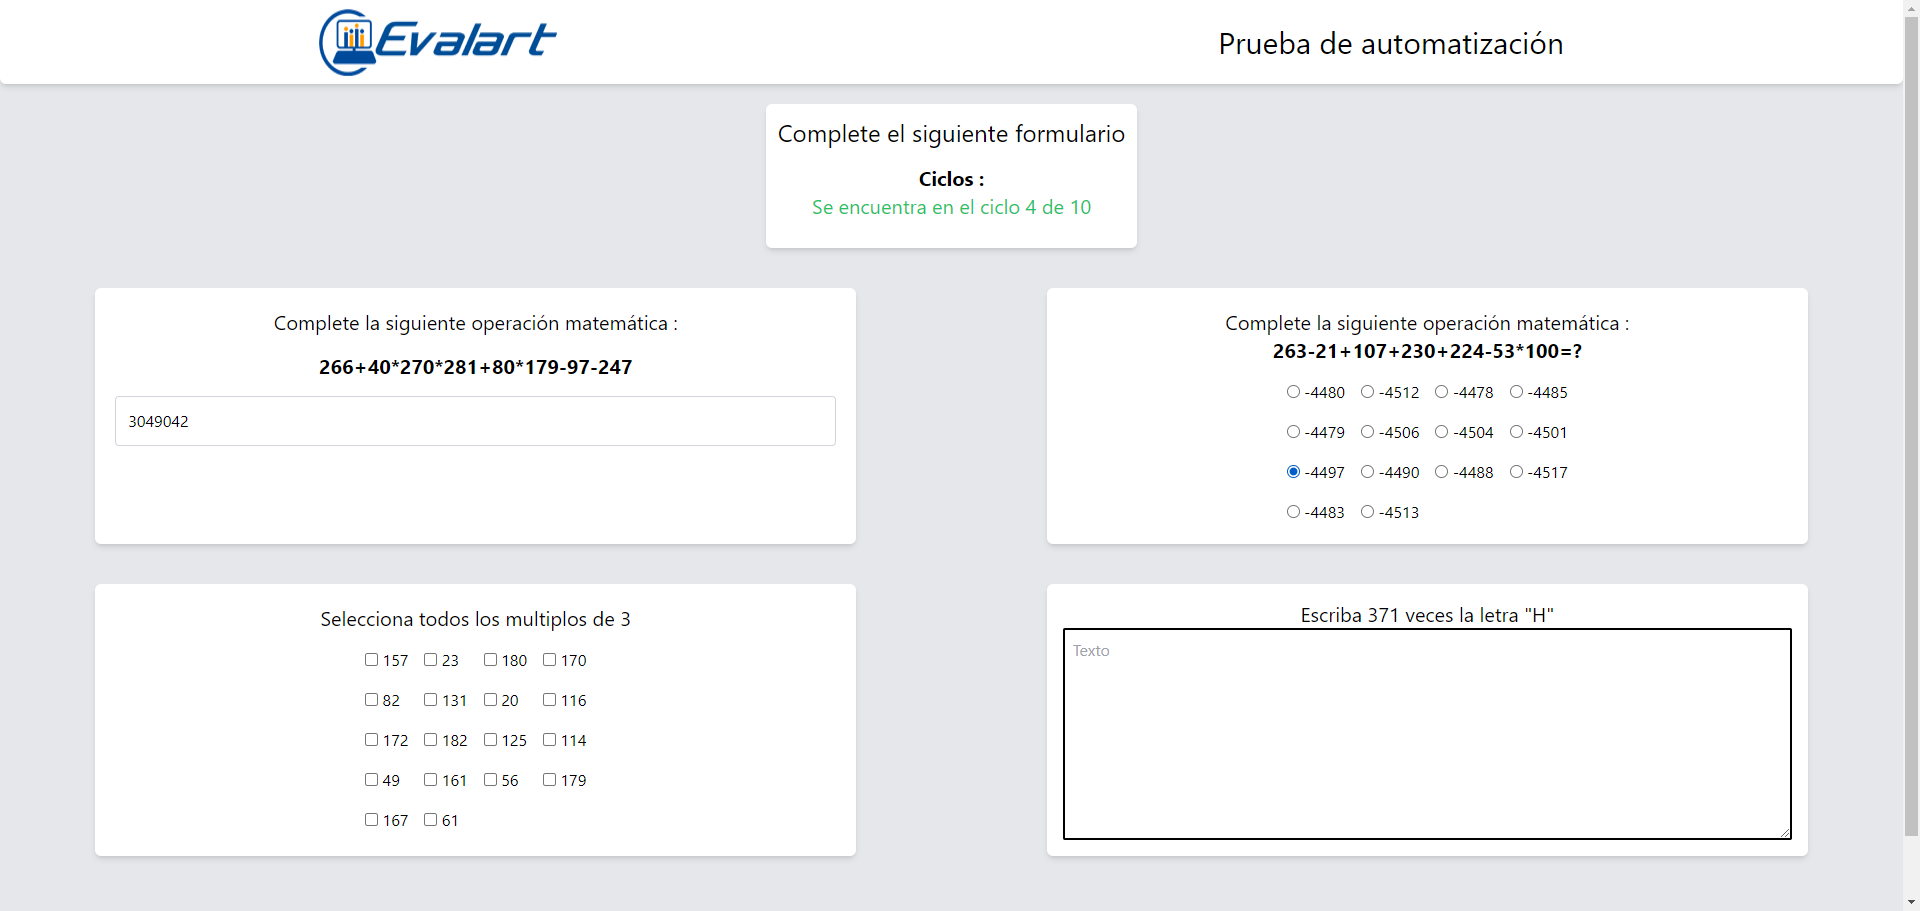 Evalart
Prueba de automatización
Complete el siguiente formulario
Ciclos :
Se encuentra en el ciclo 4 de 10
Complete la siguiente operación matemática :
266+40*270*281+80*179-97-247
3049042
Complete la siguiente operación matemática :
263-21+107+230+224-53*100=?
-4480 -4512 -4478 -4485
-4479 -4506 -4504 -4501
-4497 -4490 -4488 -4517
-4483 -4513
Selecciona todos los multiplos de 3
157 23 180 170
82 131 20 116
172 182 125 114
49 161 56 179
167 61
Escriba 371 veces la letra "H"
Texto